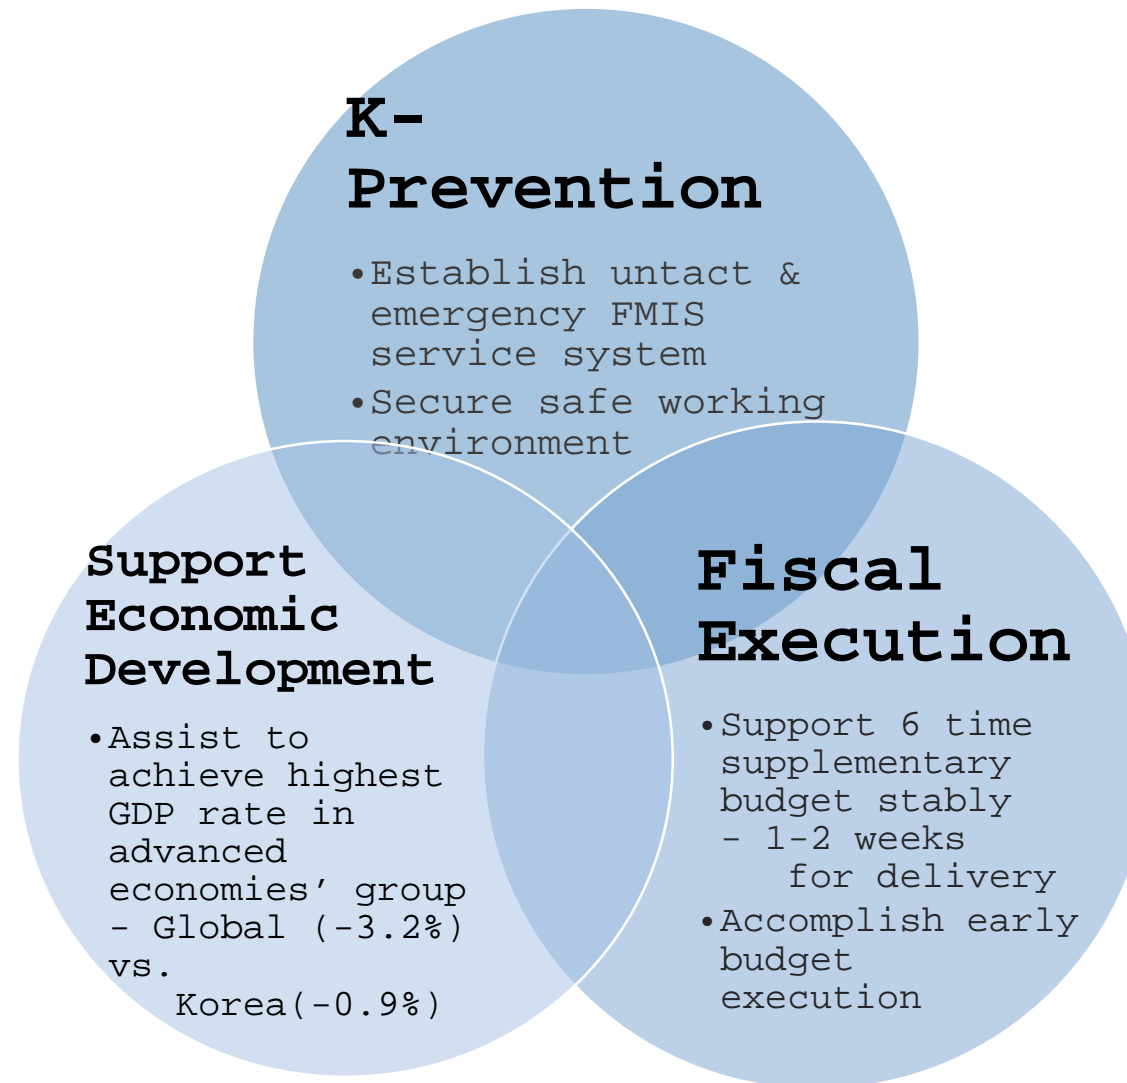 K-
Prevention
•Establish untact &
emergency FMIS
service system
•Secure safe working
environment
Support
Economic
Development
•Assist to
achieve highest
GDP rate in
advanced
economies’ group
- Global (-3.2%)
vs.
Korea(-0.9%)
Fiscal
Execution
•Support 6 time
supplementary
budget stably
- 1-2 weeks
for delivery
•Accomplish early
budget
execution